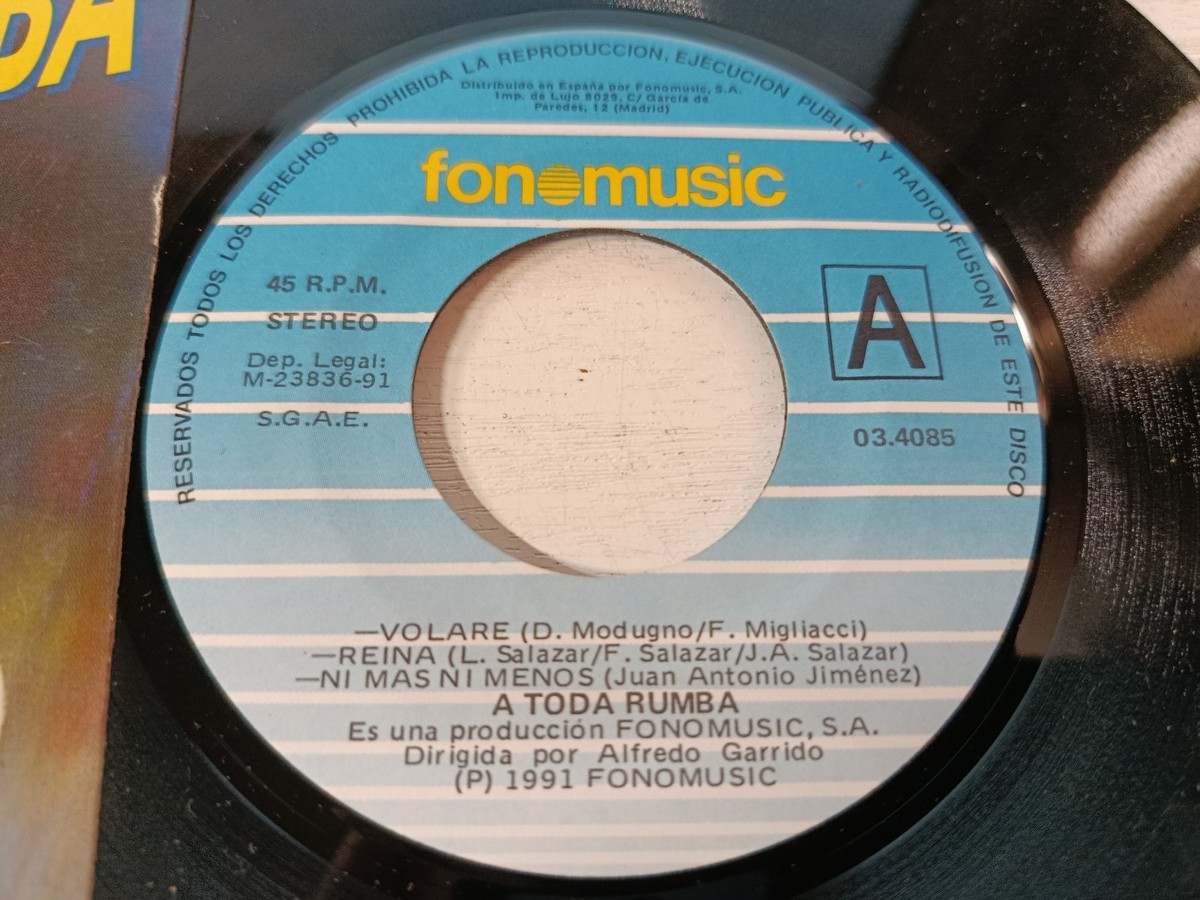 DA
RESERVADOS TODOS LOS DERECHOS PROHIBIDA LA REPRODUCCION, EJECUCION PUBLICA Y RADIODIFUSION DE ESTE DISCO
Distribuido en España por Fonomusic, S.A.
Imp. de Lujo 8029, C/ García de
Paredes, 12 (Madrid)
fonomusic
45 R.P.M.
STEREO
Dep. Legal:
M-23836-91
S.G.A.E.
A
03.4085
—VOLARE (D. Modugno/F. Migliacci)
—REINA (L. Salazar/F. Salazar/J.A. Salazar)
—NI MAS NI MENOS (Juan Antonio Jiménez)
A TODA RUMBA
Es una producción FONOMUSIC, S.A.
Dirigida por Alfredo Garrido
(P) 1991 FONOMUSIC